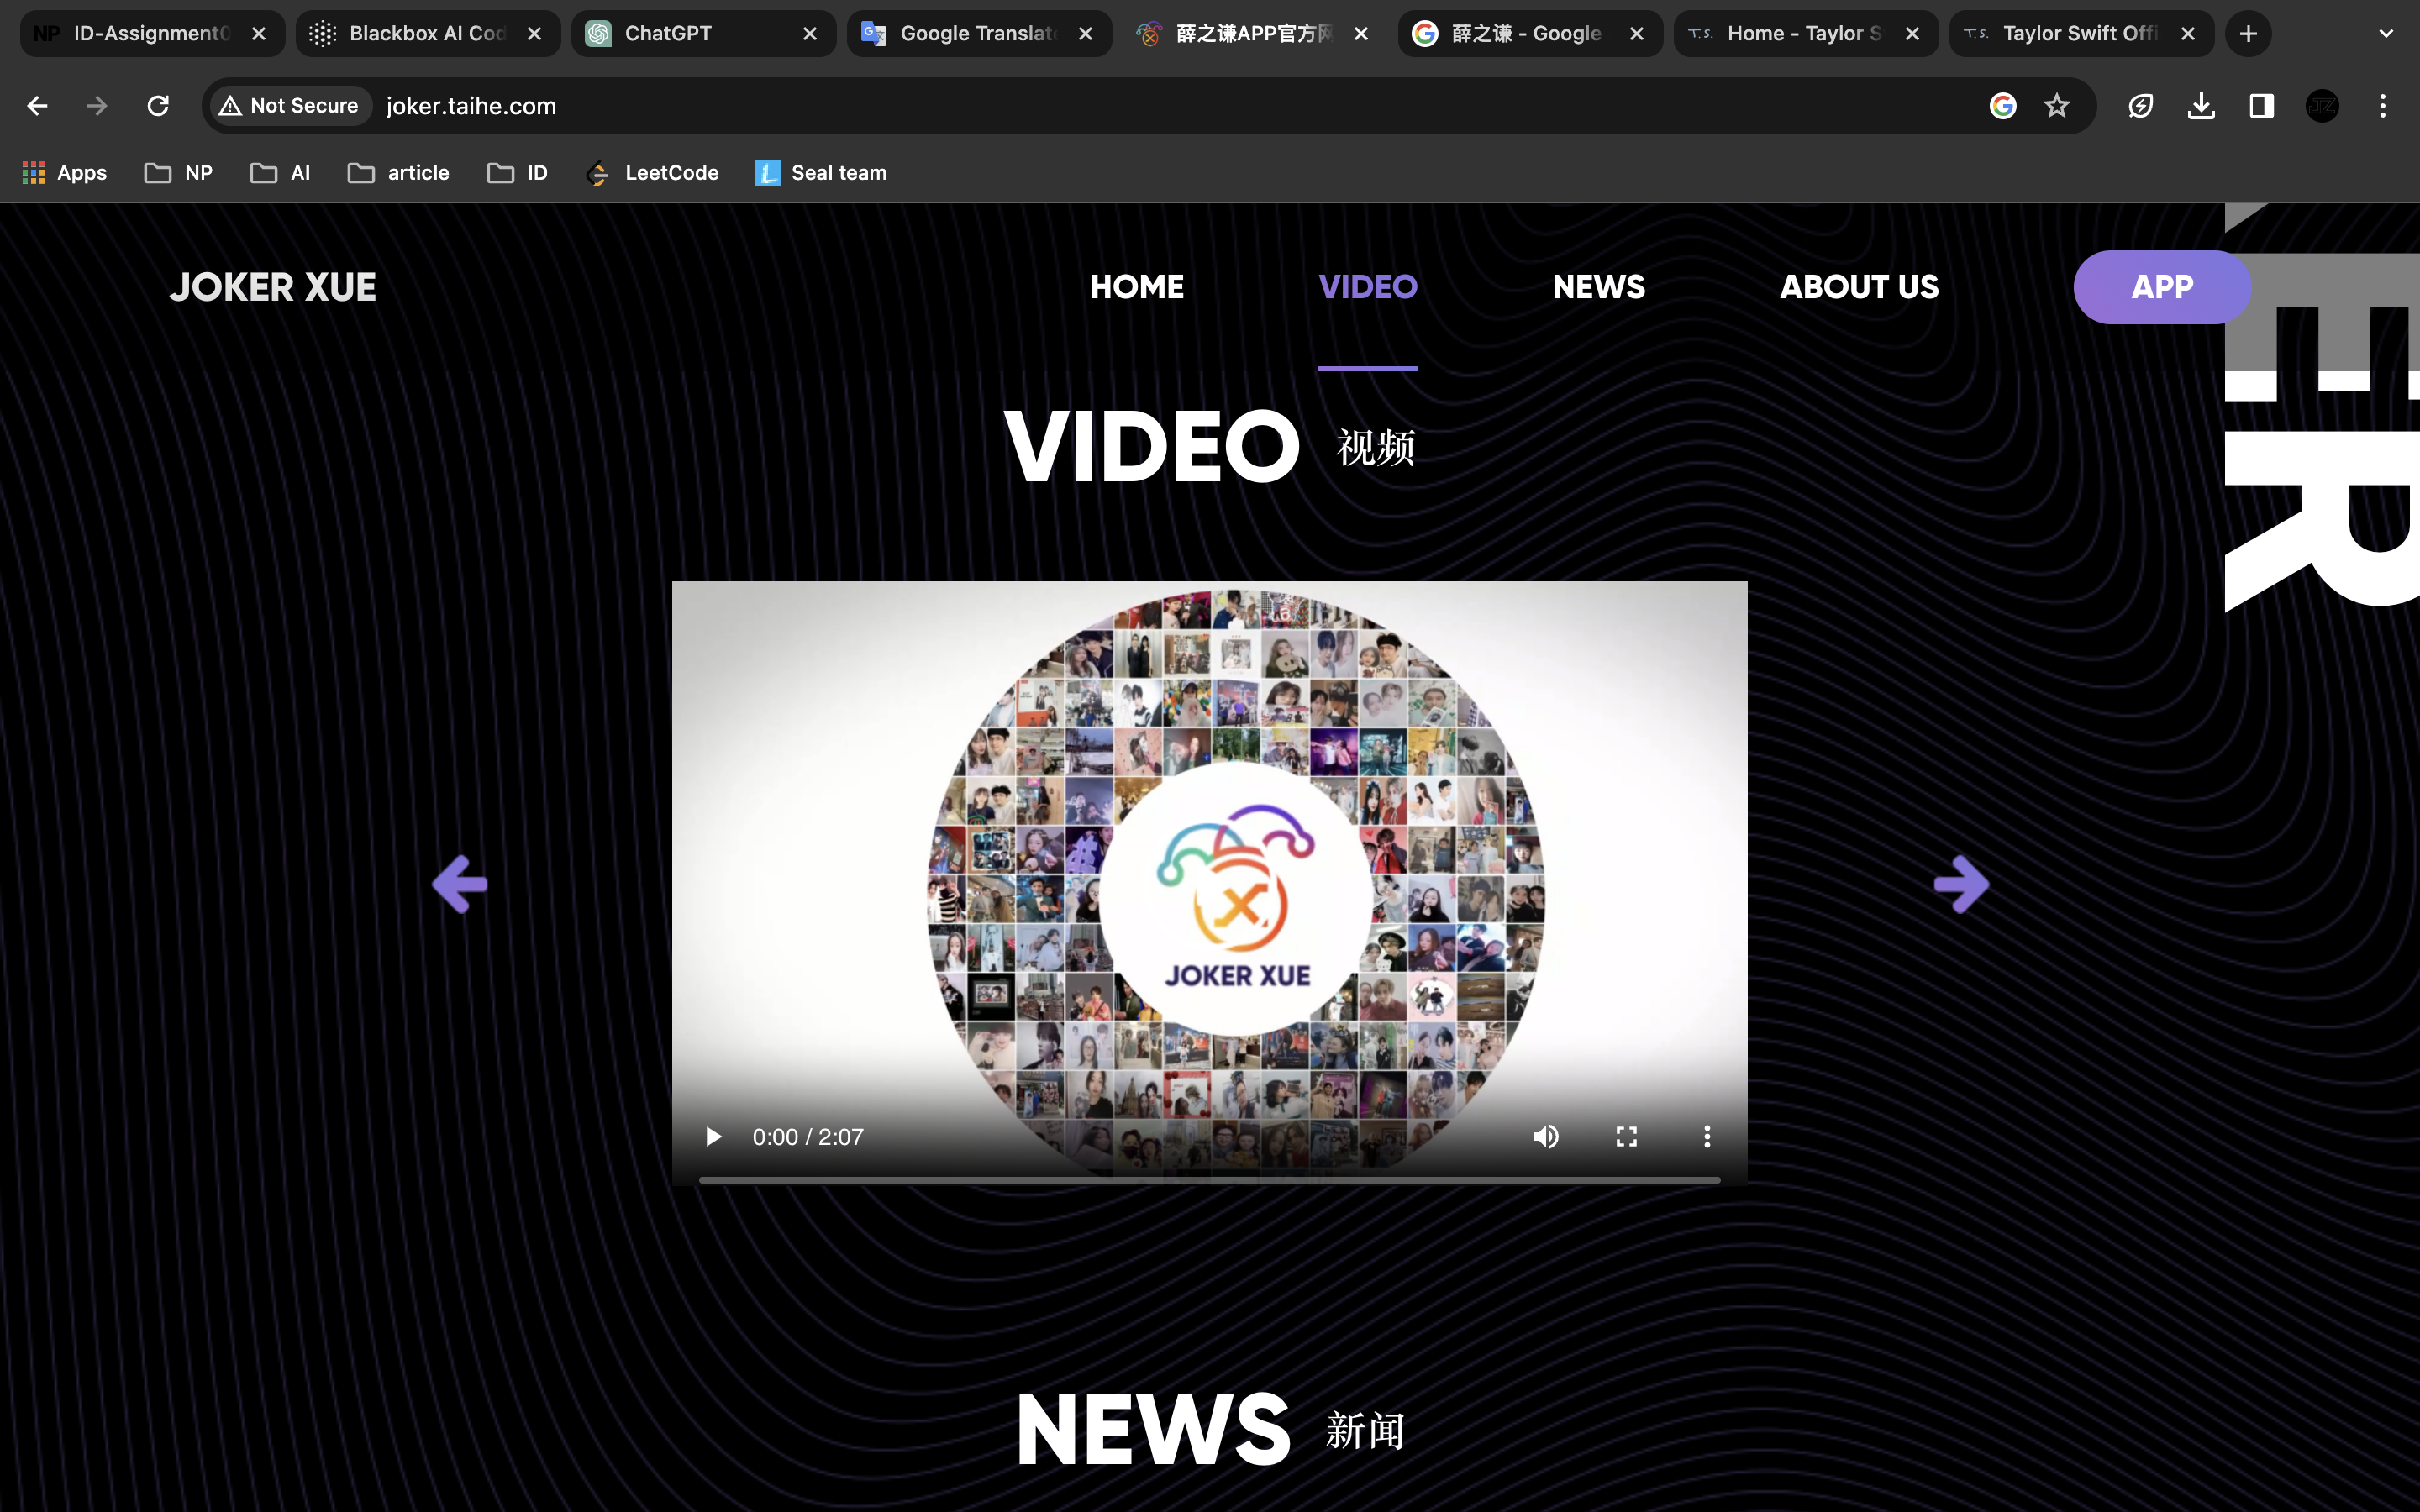 ID-Assignment0
Blackbox AI Cod
ChatGPT
Google Translate
薛之谦APP官方网
薛之谦 - Google
Home - Taylor S
Taylor Swift Offi
Not Secure
joker.taihe.com
Apps
NP
AI
article
ID
LeetCode
Seal team
JOKER XUE
HOME
VIDEO
NEWS
ABOUT US
APP
VIDEO 视频
ER
JOKER XUE
0:00 / 2:07
NEWS 新闻